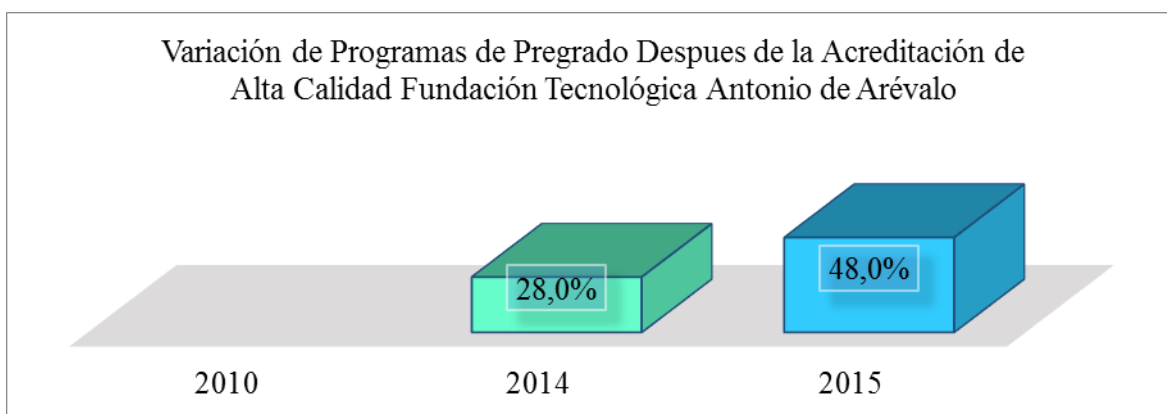 Variación de Programas de Pregrado Despues de la Acreditación de
Alta Calidad Fundación Tecnológica Antonio de Arévalo
48,0%
28,0%
2010 2014 2015